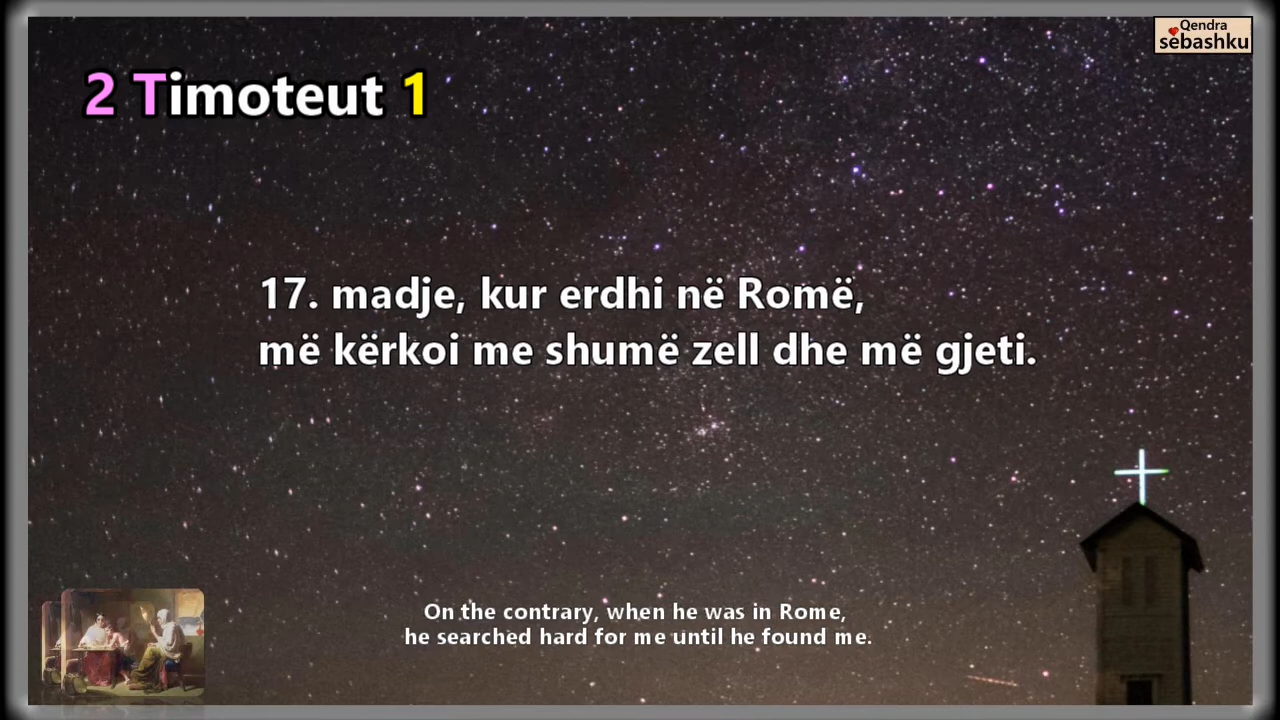 Qendra
sëbashku
2 Timoteut 1
17. madje, kur erdhi në Romë,
më kërkoi me shumë zell dhe më gjeti.
On the contrary, when he was in Rome,
he searched hard for me until he found me.